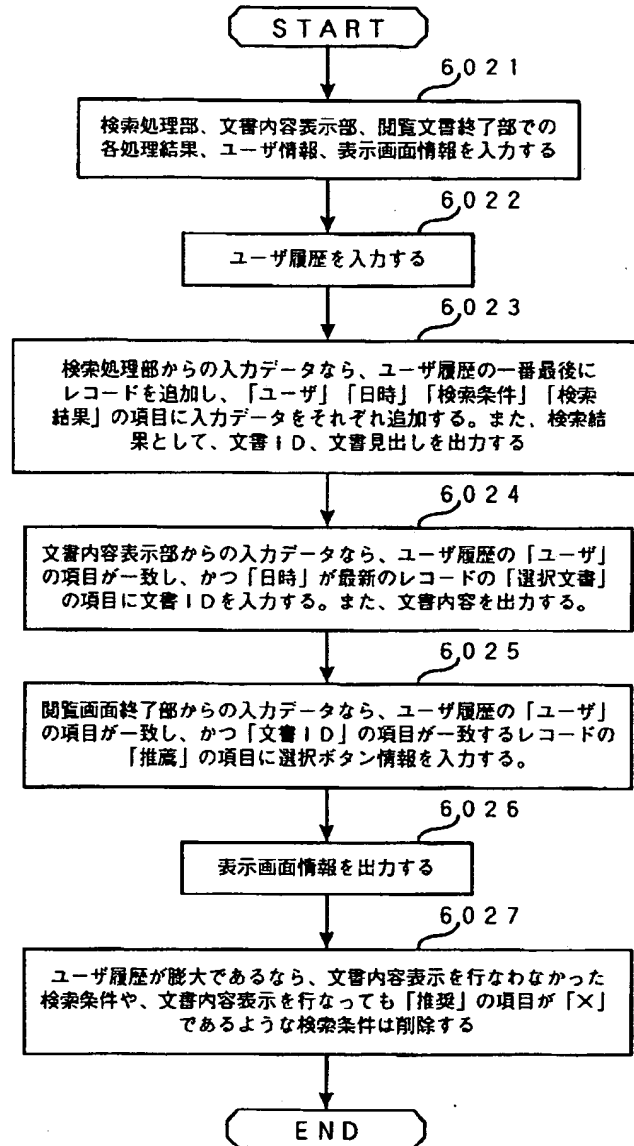 START
6021
検索処理部、文書内容表示部、閲覧文書終了部での
各処理結果、ユーザ情報、表示画面情報を入力する
6022
ユーザ履歴を入力する
6023
検索処理部からの入力データなら、ユーザ履歴の一番最後に
レコードを追加し、「ユーザ」「日時」「検索条件」「検索
結果」の項目に入力データをそれぞれ追加する。また、検索結
果として、文書ID、文書見出しを出力する
6024
文書内容表示部からの入力データなら、ユーザ履歴の「ユーザ」
の項目が一致し、かつ「日時」が最新のレコードの「選択文書」
の項目に文書IDを入力する。また、文書内容を出力する。
6025
閲覧画面終了部からの入力データなら、ユーザ履歴の「ユーザ」
の項目が一致し、かつ「文書ID」の項目が一致するレコードの
「推薦」の項目に選択ボタン情報を入力する。
6026
表示画面情報を出力する
6027
ユーザ履歴が膨大であるなら、文書内容表示を行なわなかった
検索条件や、文書内容表示を行なっても「推奨」の項目が「×」
であるような検索条件は削除する
END